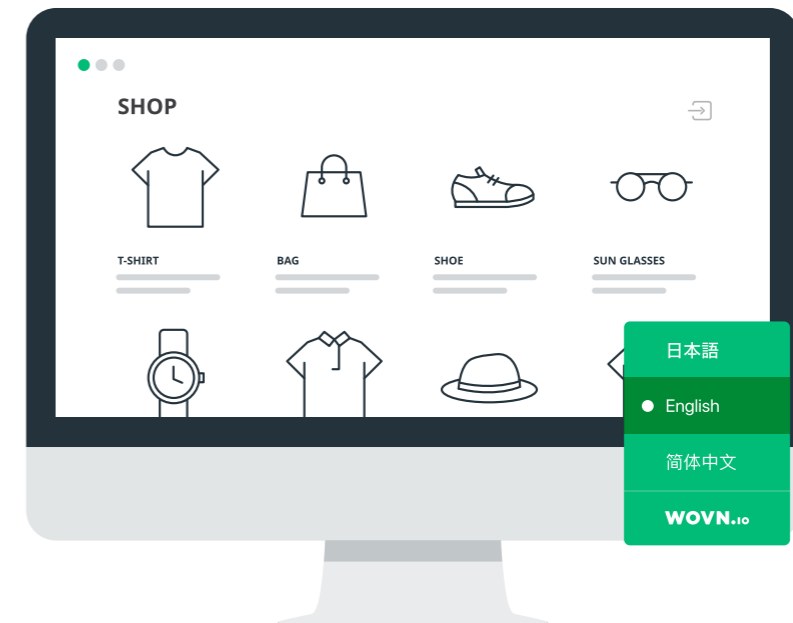 SHOP
T-SHIRT
BAG
SHOE
SUN GLASSES
日本語
English
简体中文
WOVN.IO